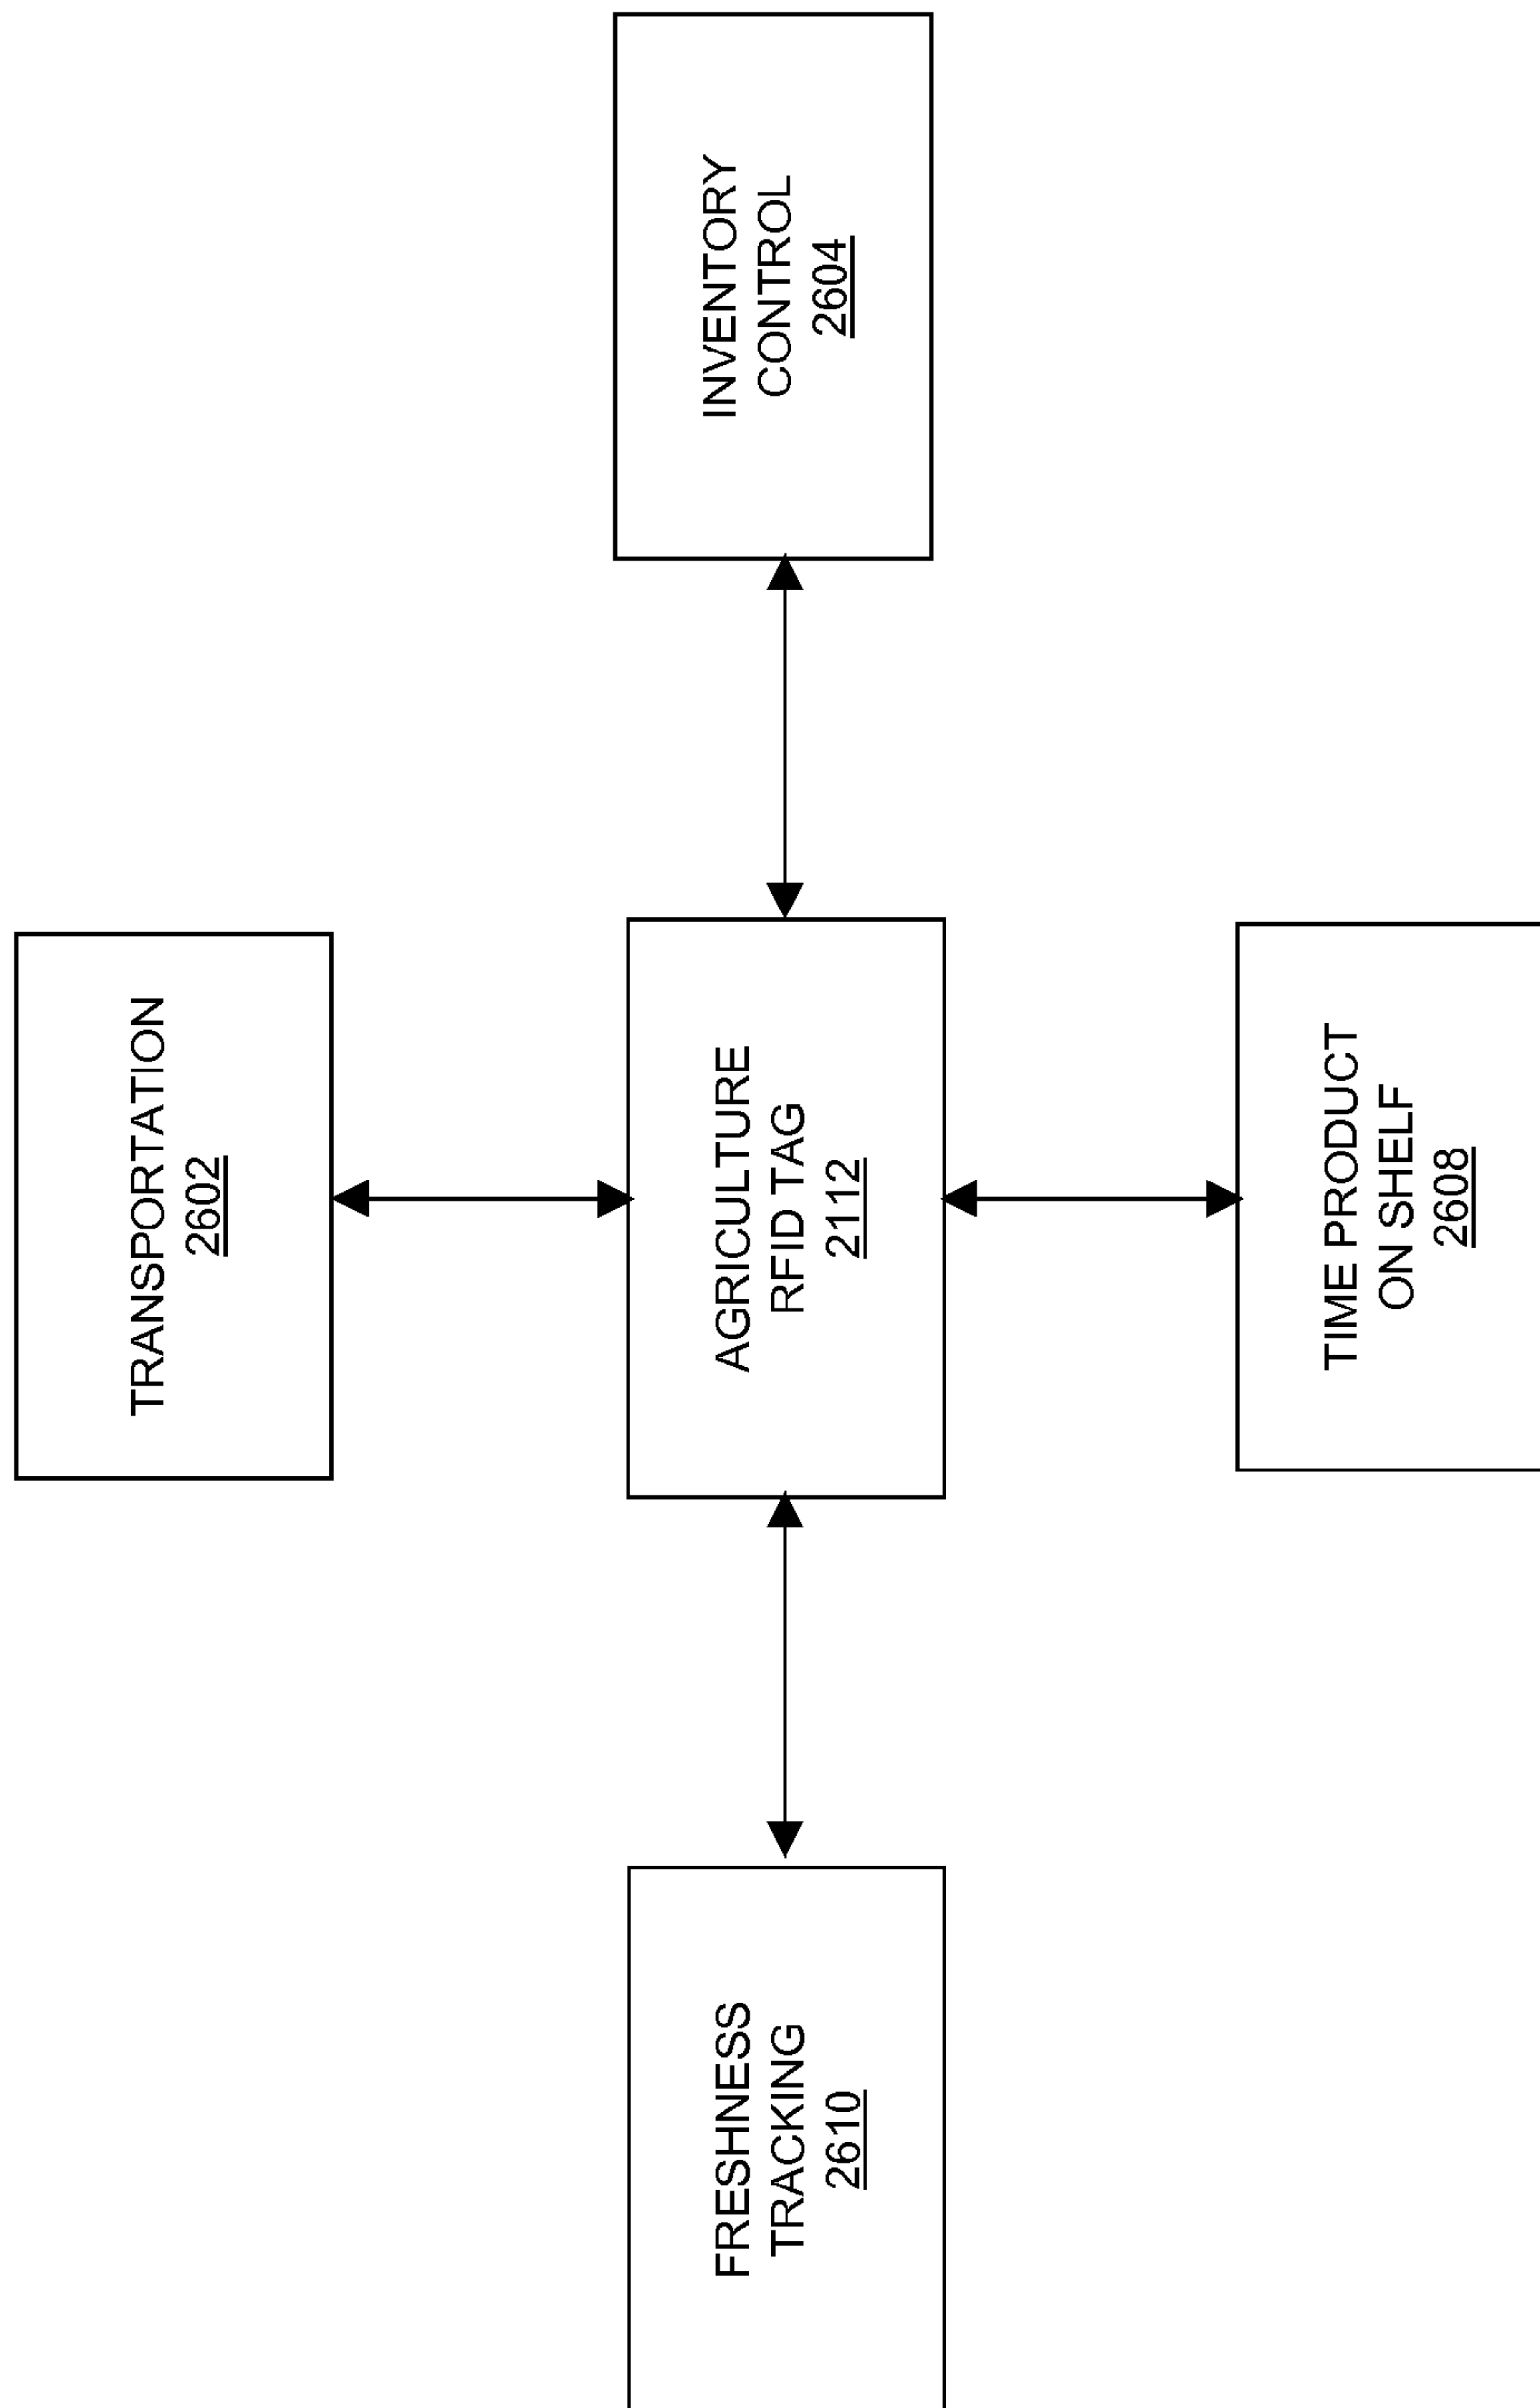 TRANSPORTATION
2602
FRESHNESS
TRACKING
2610
AGRICULTURE
RFID TAG
2112
INVENTORY
CONTROL
2604
TIME PRODUCT
ON SHELF
2608